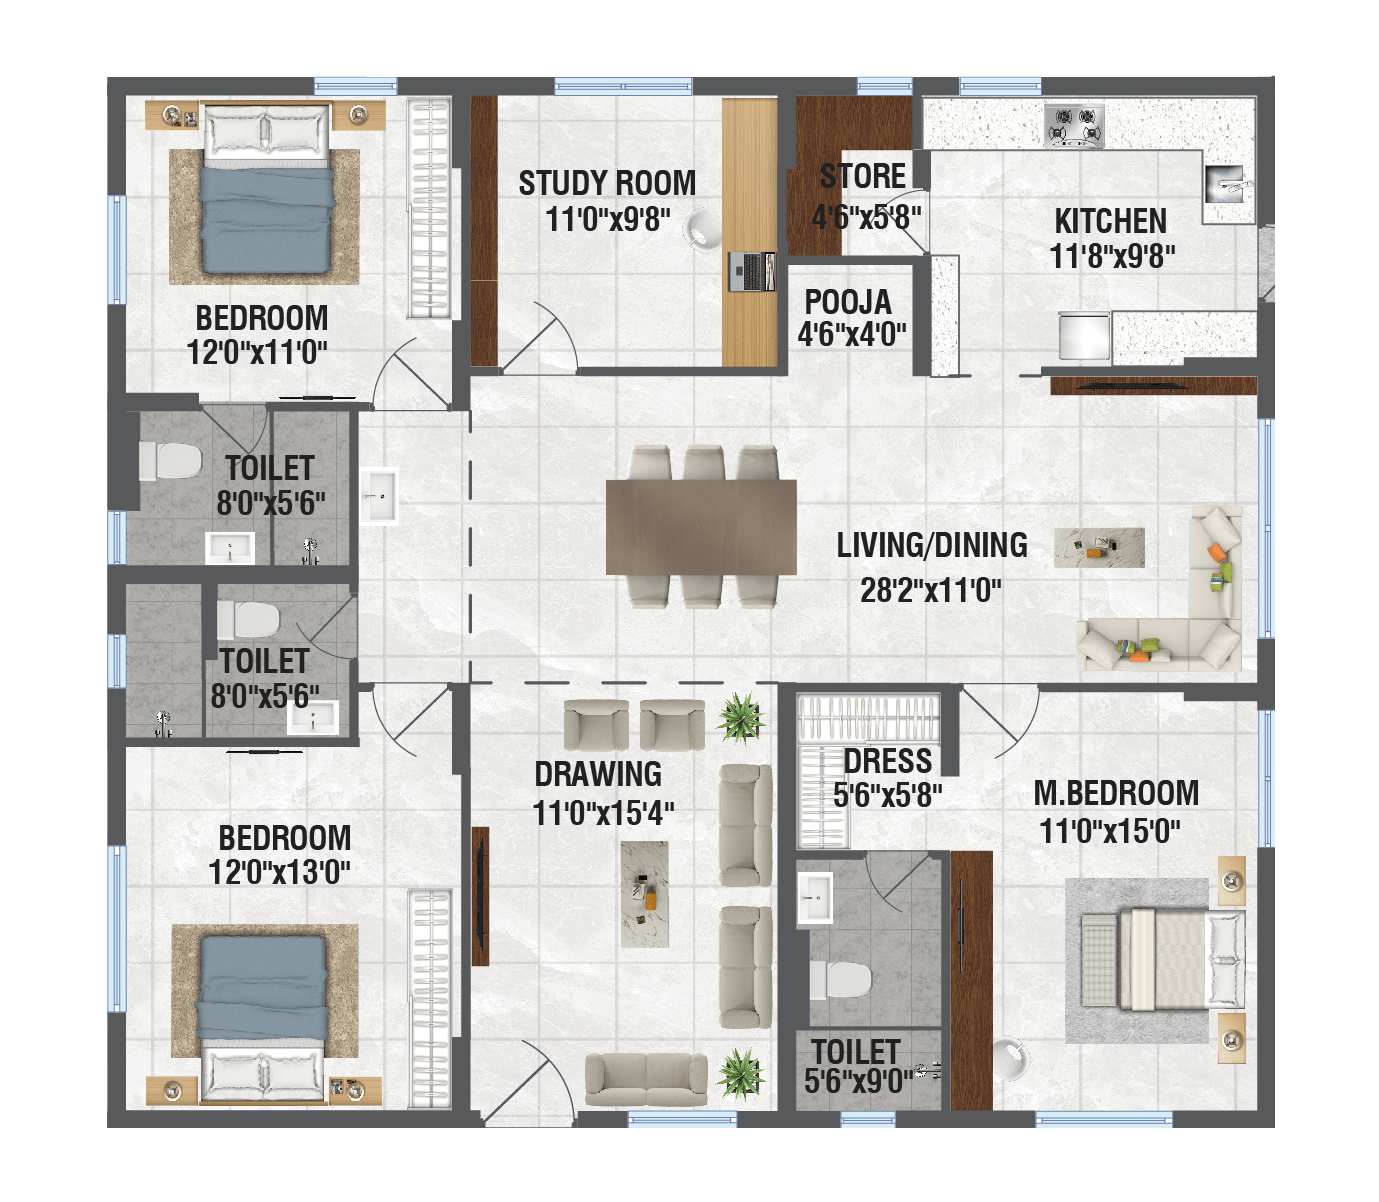 STUDY ROOM
11'0"x9'8"
STORE
4'6"x5'8"
KITCHEN
11'8"x9'8"
BEDROOM
12'0"x11'0"
POOJA
4'6"x4'0"
TOILET
8'0"x5'6"
LIVING/DINING
28'2"x11'0"
TOILET
8'0"x5'6"
DRAWING
11'0"x15'4"
DRESS
5'6"x5'8"
M.BEDROOM
11'0"x15'0"
BEDROOM
12'0"x13'0"
TOILET
5'6"x9'0"